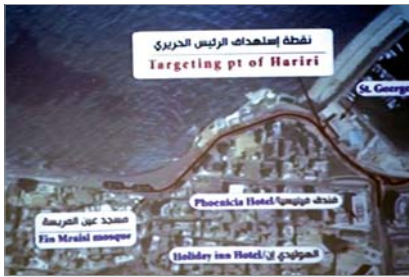 نقطة إستهداف الرئيس الحريري
Targeting pt of Hariri
St. George
Phoenicia Hotel/فندق فينيسيا
مسجد عين المريسة
Ein Mraisi mosque
Holiday inn Hotel/الهوليدي إن